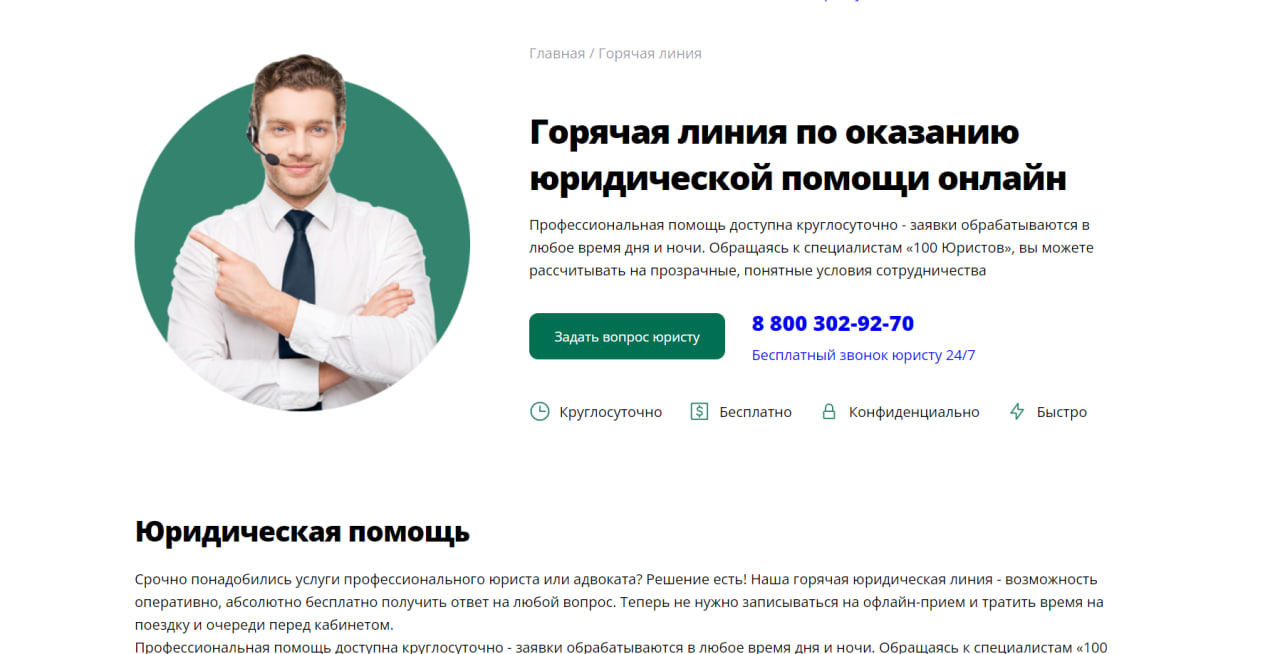 Главная / Горячая линия
Горячая линия по оказанию
юридической помощи онлайн
Профессиональная помощь доступна круглосуточно - заявки обрабатываются в
любое время дня и ночи. Обращаясь к специалистам «100 Юристов», вы можете
рассчитывать на прозрачные, понятные условия сотрудничества
Задать вопрос юристу
8 800 302-92-70
Бесплатный звонок юристу 24/7
Круглосуточно
Бесплатно
Конфиденциально
Быстро
Юридическая помощь
Срочно понадобились услуги профессионального юриста или адвоката? Решение есть! Наша горячая юридическая линия - возможность
оперативно, абсолютно бесплатно получить ответ на любой вопрос. Теперь не нужно записываться на офлайн-прием и тратить время на
поездку и очереди перед кабинетом.
Профессиональная помощь доступна круглосуточно - заявки обрабатываются в любое время дня и ночи. Обращаясь к специалистам «100